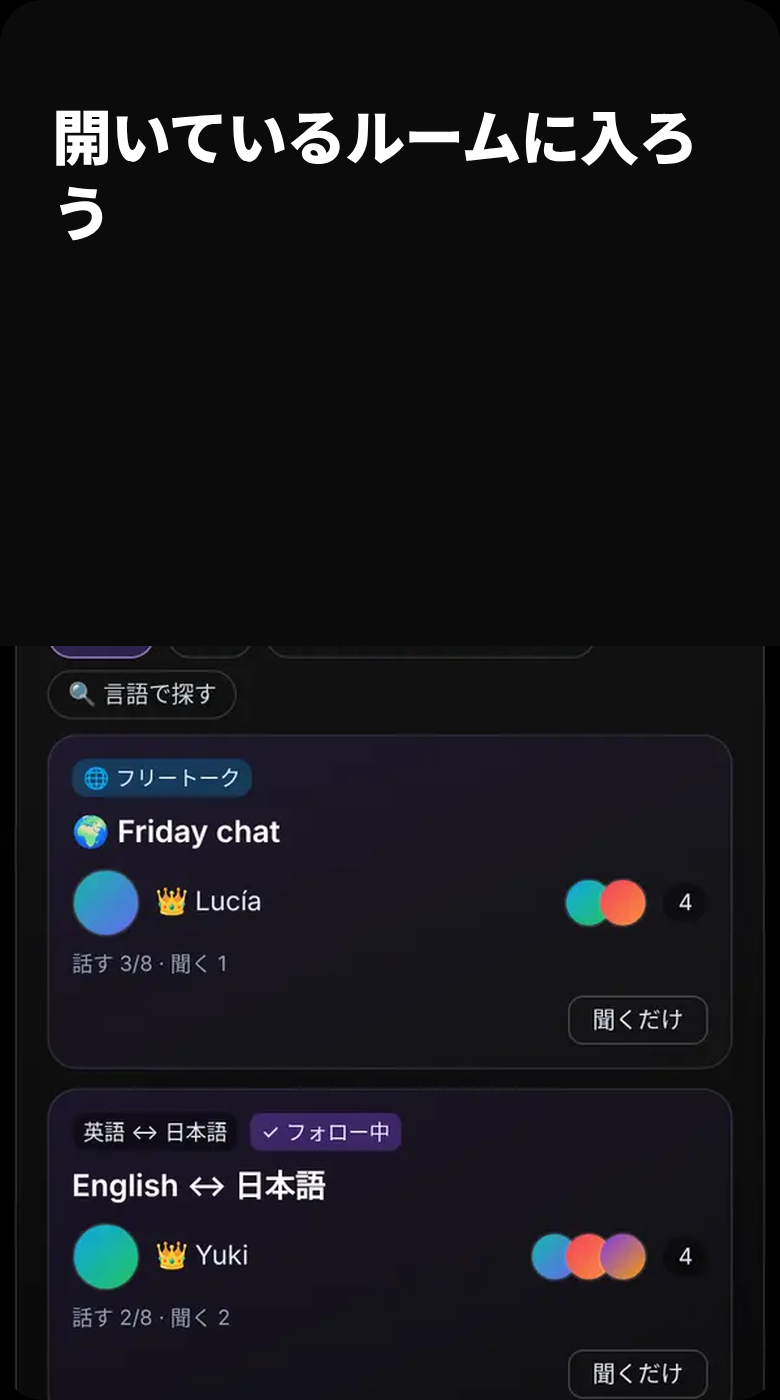 開いているルームに入ろ
う
🔍 言語で探す
🌐 フリートーク
🌍 Friday chat
👑 Lucía
4
話す 3/8 · 聞く 1
聞くだけ
英語 ↔ 日本語 ✓ フォロー中
English ↔ 日本語
👑 Yuki
4
話す 2/8 · 聞く 2
聞くだけ